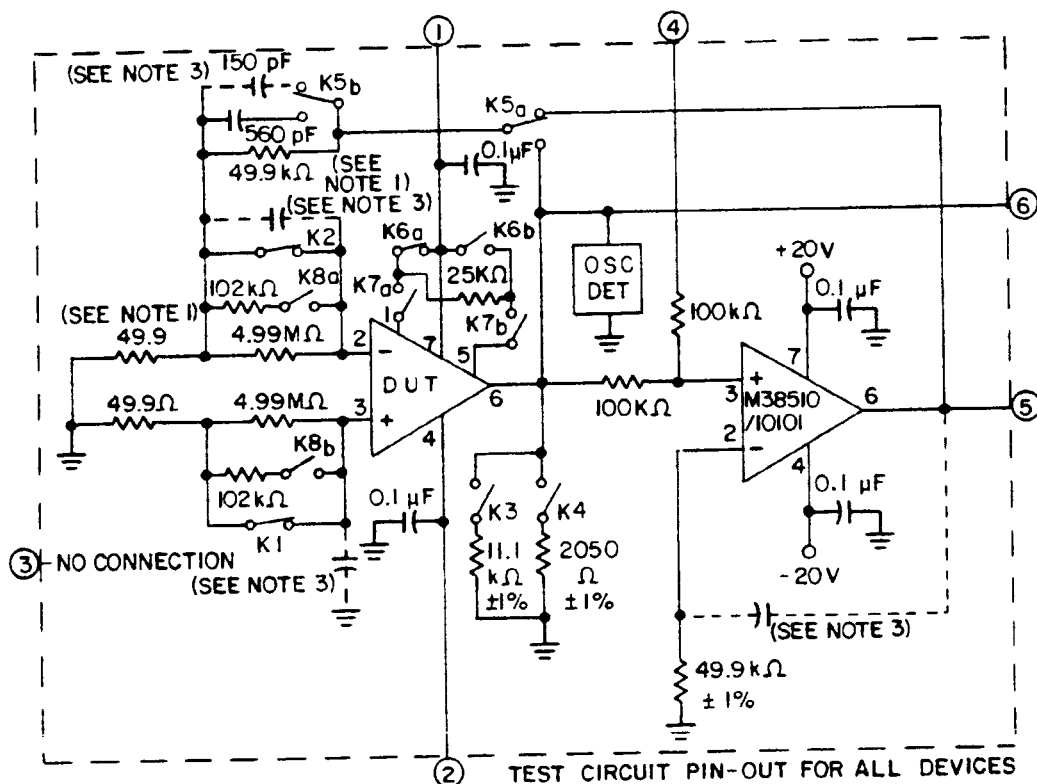 1
4
(SEE NOTE 3)
150 pF
K5b
K5a
560 pF
49.9kΩ
(SEE NOTE 1)
(SEE NOTE 3)
0.1µF
6
K2
K6a
K6b
+20V
102kΩ
K8a
K7a
25KΩ
OSC DET
0.1 µF
(SEE NOTE 1)
1
K7b
100kΩ
49.9
4.99MΩ
2
−
7
5
7
DUT
6
+
49.9Ω
4.99MΩ
3
+
100KΩ
3
M38510
/10101
6
5
4
2
−
K8b
4
102kΩ
0.1 µF
K3
K4
0.1 µF
K1
3
NO CONNECTION
11.1
kΩ
±1%
2050
Ω
±1%
-20V
(SEE NOTE 3)
(SEE NOTE 3)
49.9kΩ
± 1%
2
TEST CIRCUIT PIN-OUT FOR ALL DEVICES